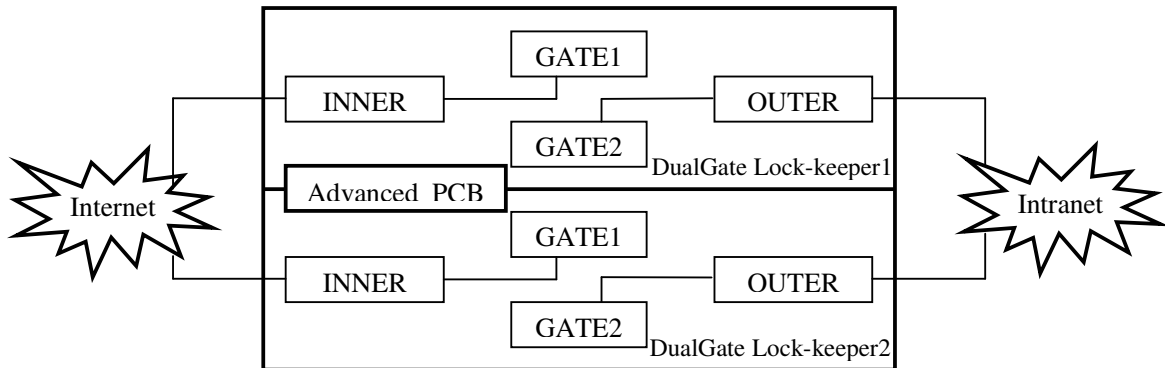 GATE1
INNER
OUTER
GATE2
DualGate Lock-keeper1
Advanced PCB
Internet
Intranet
GATE1
INNER
OUTER
GATE2
DualGate Lock-keeper2